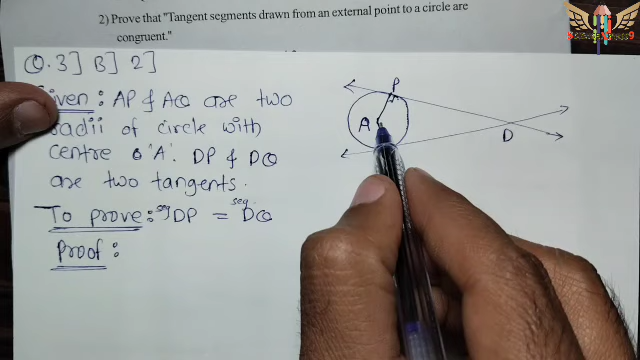 2) Prove that "Tangent segments drawn from an external point to a circle are
congruent."
Q.3] B] 2]
Given: AP & AQ are two
radii of circle with
centre 'A'. DP & DQ
are two tangents.
To prove: seg DP = seg DQ
Proof:
P
A
D